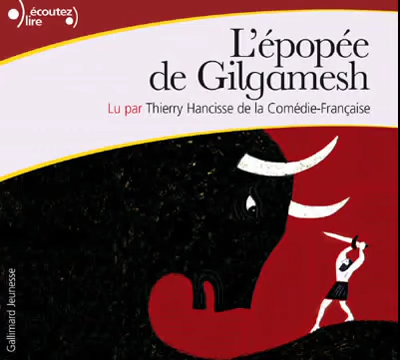 écoutez
lire
L'épopée
de Gilgamesh
Lu par Thierry Hancisse de la Comédie-Française
Gallimard Jeunesse